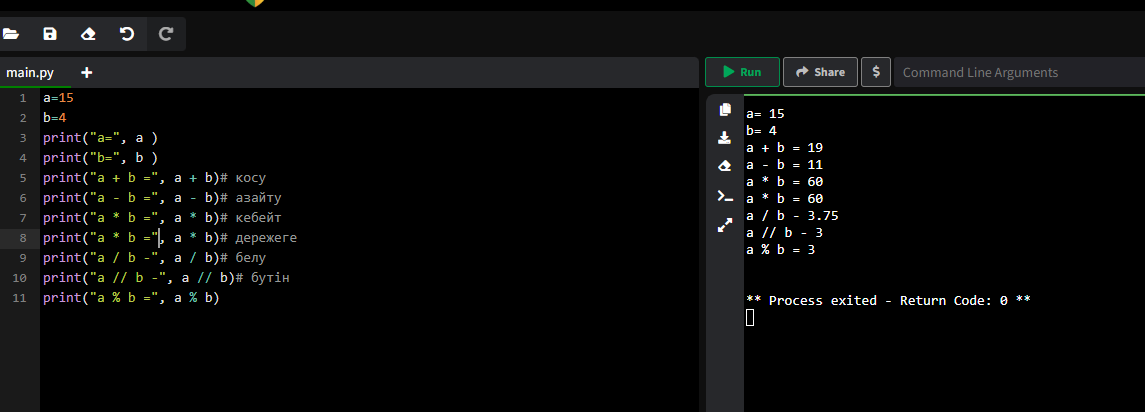 main.py +
1 a=15
2 b=4
3 print("a=", a )
4 print("b=", b )
5 print("a + b =", a + b)# косу
6 print("a - b =", a - b)# азайту
7 print("a * b =", a * b)# кебейт
8 print("a * b =", a * b)# дережеге
9 print("a / b -", a / b)# белу
10 print("a // b -", a // b)# бутін
11 print("a % b =", a % b)
Run Share $ Command Line Arguments
a= 15
b= 4
a + b = 19
a - b = 11
a * b = 60
a * b = 60
a / b - 3.75
a // b - 3
a % b = 3
** Process exited - Return Code: 0 **